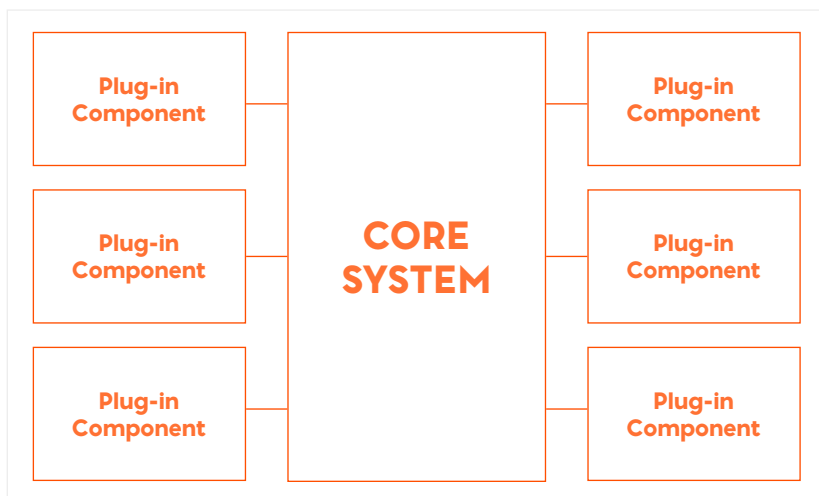 Plug-in
Component
Plug-in
Component
Plug-in
Component
CORE
SYSTEM
Plug-in
Component
Plug-in
Component
Plug-in
Component